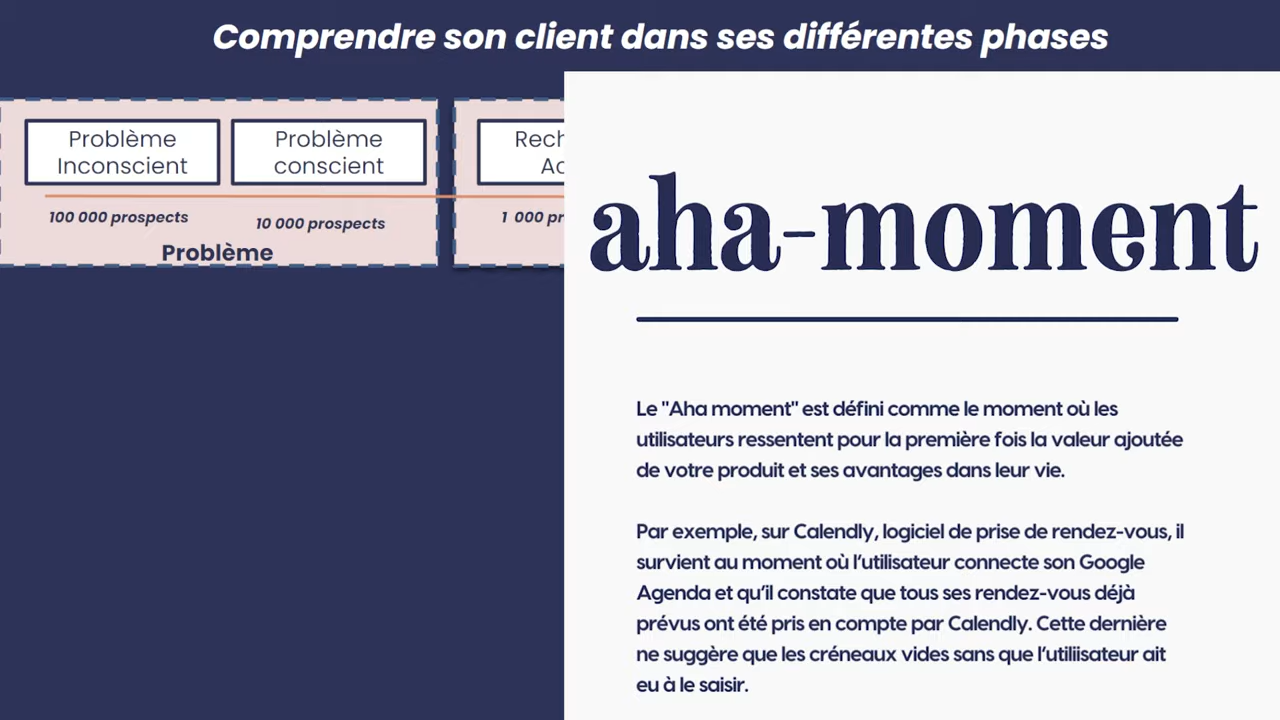 Comprendre son client dans ses différentes phases
Problème
Inconscient
Problème
conscient
100 000 prospects
10 000 prospects
1 000
Problème
aha-moment
Le "Aha moment" est défini comme le moment où les
utilisateurs ressentent pour la première fois la valeur ajoutée
de votre produit et ses avantages dans leur vie.
Par exemple, sur Calendly, logiciel de prise de rendez-vous, il
survient au moment où l'utilisateur connecte son Google
Agenda et qu'il constate que tous ses rendez-vous déjà
prévus ont été pris en compte par Calendly. Cette dernière
ne suggère que les créneaux vides sans que l'utiliisateur ait
eu à le saisir.